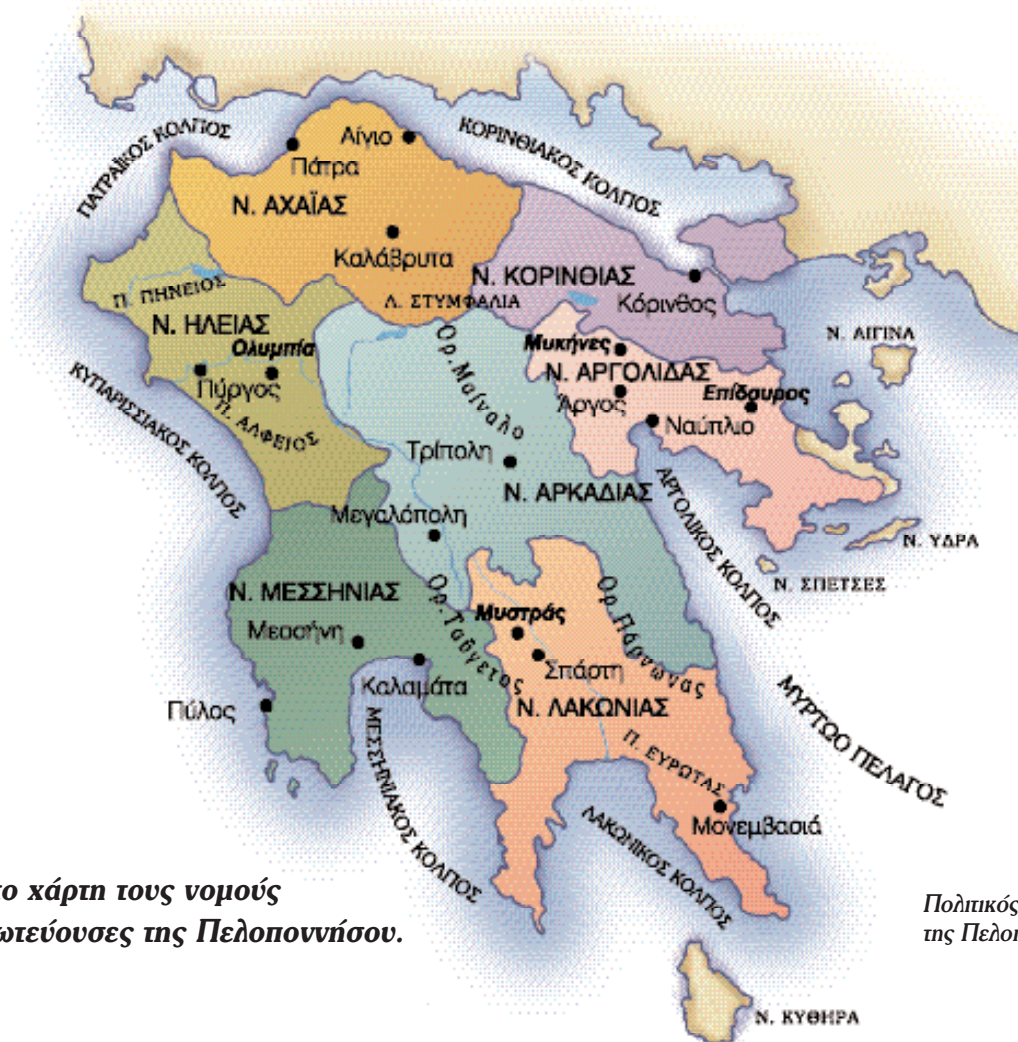 ΠΑΤΡΑΪΚΟΣ ΚΟΛΠΟΣ
Αίγιο
Πάτρα
ΚΟΡΙΝΘΙΑΚΟΣ ΚΟΛΠΟΣ
Ν. ΑΧΑΪΑΣ
Καλάβρυτα
Ν. ΚΟΡΙΝΘΙΑΣ
Κόρινθος
Π. ΠΗΝΕΙΟΣ
Λ. ΣΤΥΜΦΑΛΙΑ
Ν. ΗΛΕΙΑΣ
Ολυμπία
Πύργος
Π. ΑΛΦΕΙΟΣ
ΚΥΠΑΡΙΣΣΙΑΚΟΣ ΚΟΛΠΟΣ
Ορ. Μαίναλο
Μυκήνες
Ν. ΑΡΓΟΛΙΔΑΣ
Άργος
Επίδαυρος
Ναύπλιο
Ν. ΑΙΓΙΝΑ
Τρίπολη
Ν. ΑΡΚΑΔΙΑΣ
ΑΡΓΟΛΙΚΟΣ ΚΟΛΠΟΣ
Ν. ΥΔΡΑ
Ν. ΣΠΕΤΣΕΣ
Μεγαλόπολη
Ν. ΜΕΣΣΗΝΙΑΣ
Μεσσήνη
Καλαμάτα
Πύλος
Ορ. Ταΰγετος
Μυστράς
Σπάρτη
Ορ. Πάρνωνας
Ν. ΛΑΚΩΝΙΑΣ
Π. ΕΥΡΩΤΑΣ
Μονεμβασιά
ΜΥΡΤΩΟ ΠΕΛΑΓΟΣ
ΜΕΣΣΗΝΙΑΚΟΣ ΚΟΛΠΟΣ
ΛΑΚΩΝΙΚΟΣ ΚΟΛΠΟΣ
το χάρτη τους νομούς
ωτεύουσες της Πελοποννήσου.
Πολιτικός
της Πελοπ
Ν. ΚΥΘΗΡΑ